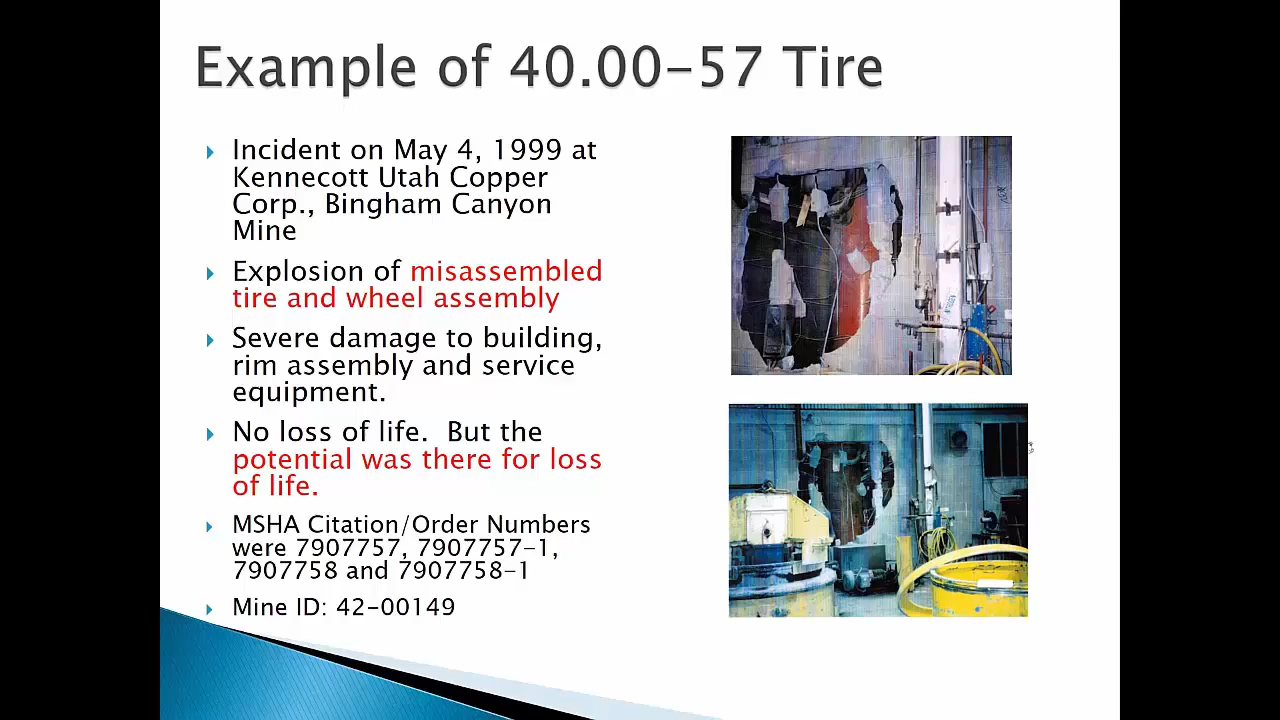 Example of 40.00-57 Tire
Incident on May 4, 1999 at
Kennecott Utah Copper
Corp., Bingham Canyon
Mine
Explosion of misassembled
tire and wheel assembly
Severe damage to building,
rim assembly and service
equipment.
No loss of life.  But the
potential was there for loss
of life.
MSHA Citation/Order Numbers
were 7907757, 7907757-1,
7907758 and 7907758-1
Mine ID: 42-00149